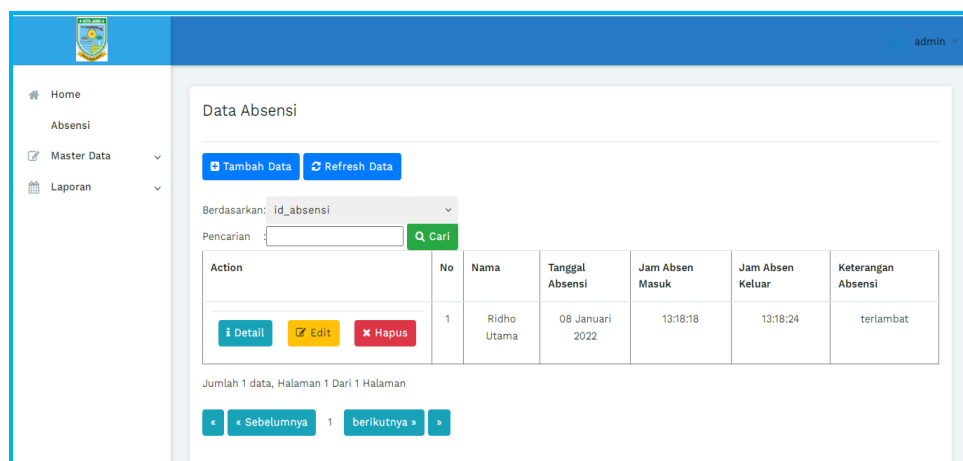 admin
Home
Absensi
Master Data
Laporan
Data Absensi
Tambah Data Refresh Data
Berdasarkan: id_absensi
Pencarian :
Cari
Action No Nama Tanggal Absensi Jam Absen Masuk Jam Absen Keluar Keterangan Absensi
Detail Edit Hapus 1 Ridho Utama 08 Januari 2022 13:18:18 13:18:24 terlambat
Jumlah 1 data, Halaman 1 Dari 1 Halaman
« « Sebelumnya 1 berikutnya » »